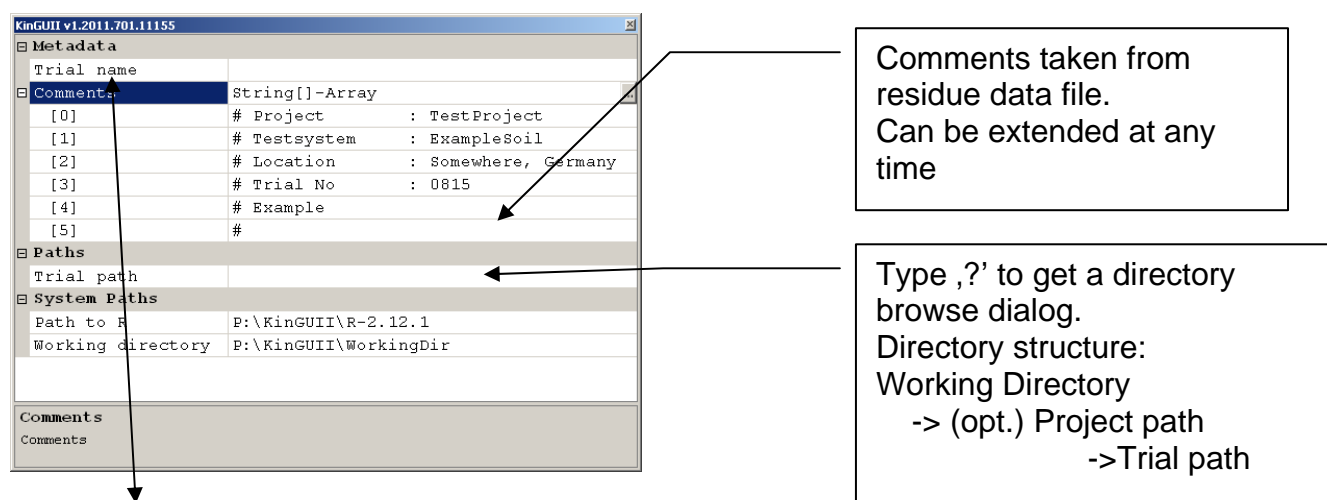 KinGUII v1.2011.701.11155
Metadata
Trial name
Comments String[]-Array ...
[0] # Project : TestProject
[1] # Testsystem : ExampleSoil
[2] # Location : Somewhere, Germany
[3] # Trial No : 0815
[4] # Example
[5] #
Paths
Trial path
System Paths
Path to R P:\KinGUII\R-2.12.1
Working directory P:\KinGUII\WorkingDir
Comments
Comments
Comments taken from
residue data file.
Can be extended at any
time
Type ‚?’ to get a directory
browse dialog.
Directory structure:
Working Directory
-> (opt.) Project path
->Trial path